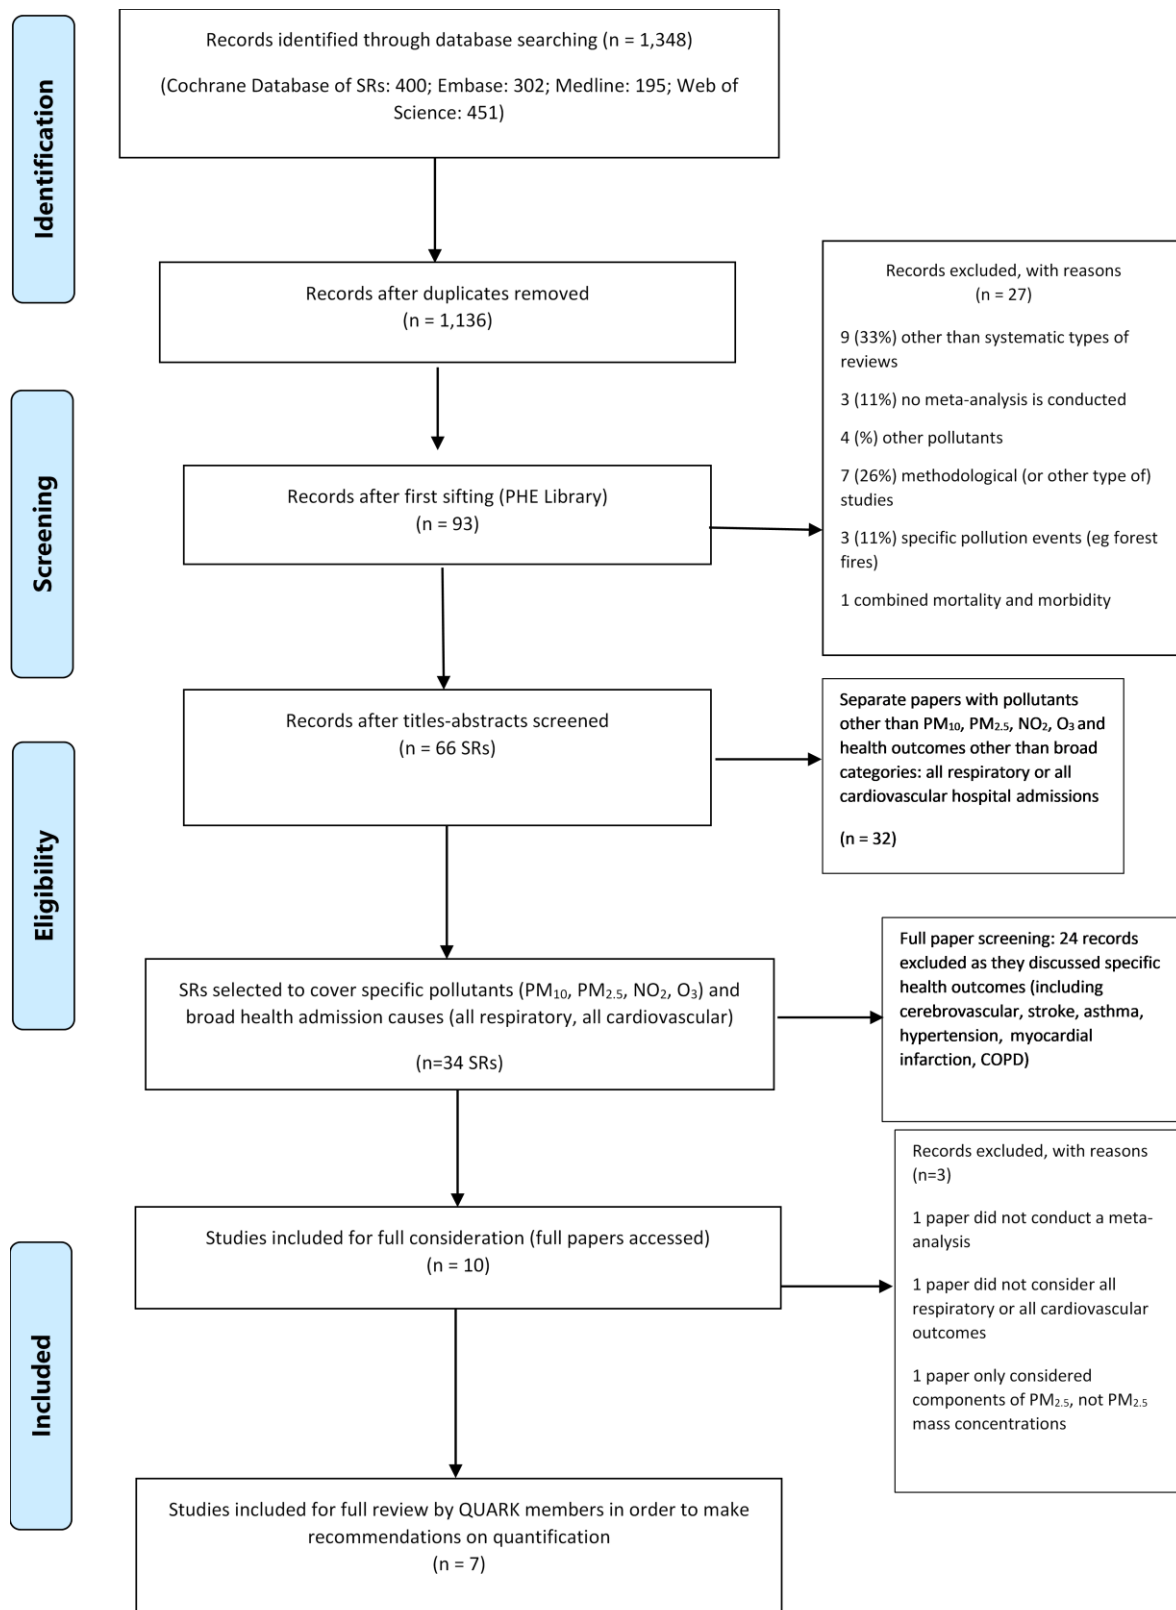 Identification
Records identified through database searching (n = 1,348)
(Cochrane Database of SRs: 400; Embase: 302; Medline: 195; Web of
Science: 451)
Records after duplicates removed
(n = 1,136)
Records excluded, with reasons
(n = 27)
9 (33%) other than systematic types of
reviews
3 (11%) no meta-analysis is conducted
4 (%) other pollutants
7 (26%) methodological (or other type of)
studies
3 (11%) specific pollution events (eg forest
fires)
1 combined mortality and morbidity
Screening
Records after first sifting (PHE Library)
(n = 93)
Records after titles-abstracts screened
(n = 66 SRs)
Separate papers with pollutants
other than PM₁₀, PM₂.₅, NO₂, O₃ and
health outcomes other than broad
categories: all respiratory or all
cardiovascular hospital admissions
(n = 32)
Eligibility
SRs selected to cover specific pollutants (PM₁₀, PM₂.₅, NO₂, O₃) and
broad health admission causes (all respiratory, all cardiovascular)
(n=34 SRs)
Full paper screening: 24 records
excluded as they discussed specific
health outcomes (including
cerebrovascular, stroke, asthma,
hypertension, myocardial
infarction, COPD)
Included
Studies included for full consideration (full papers accessed)
(n = 10)
Records excluded, with reasons
(n=3)
1 paper did not conduct a meta-
analysis
1 paper did not consider all
respiratory or all cardiovascular
outcomes
1 paper only considered
components of PM₂.₅, not PM₂.₅
mass concentrations
Studies included for full review by QUARK members in order to make
recommendations on quantification
(n = 7)